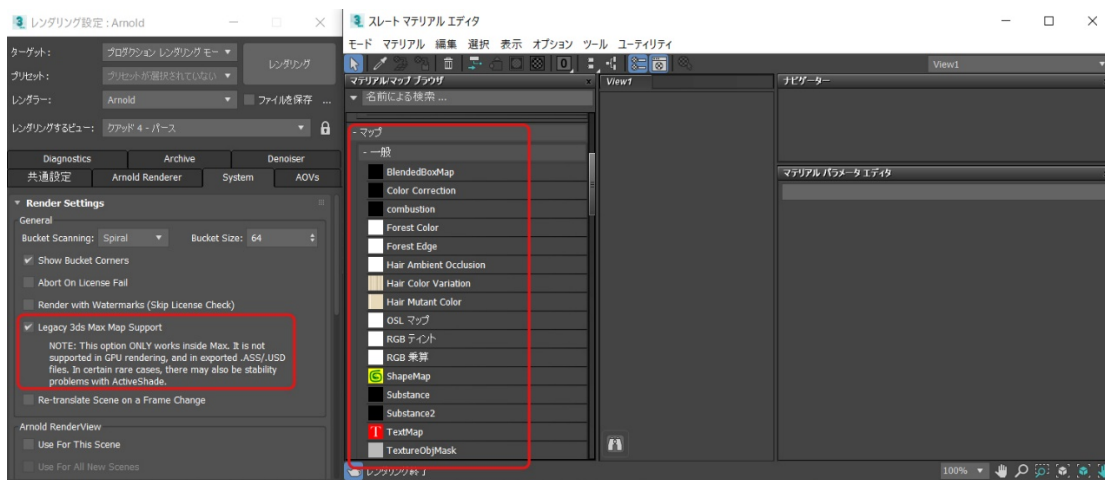 レンダリング設定 : Arnold
ターゲット :
プロダクション レンダリング モー
レンダリング
プリセット :
プリセットが選択されていない
レンダラー :
Arnold
ファイルを保存 ...
レンダリングするビュー :
クアッド 4 - パース
Diagnostics
Archive
Denoiser
共通設定
Arnold Renderer
System
AOVs
Render Settings
General
Bucket Scanning: Spiral
Bucket Size: 64
Show Bucket Corners
Abort On License Fail
Render with Watermarks (Skip License Check)
Legacy 3ds Max Map Support
NOTE: This option ONLY works inside Max. It is not
supported in GPU rendering, and in exported .ASS/.USD
files. In certain rare cases, there may also be stability
problems with ActiveShade.
Re-translate Scene on a Frame Change
Arnold RenderView
Use For This Scene
Use For All New Scenes
スレート マテリアル エディタ
モード マテリアル 編集 選択 表示 オプション ツール ユーティリティ
View1
マテリアル/マップ ブラウザ
名前による検索 ...
- マップ
- 一般
BlendedBoxMap
Color Correction
combustion
Forest Color
Forest Edge
Hair Ambient Occlusion
Hair Color Variation
Hair Mutant Color
OSL マップ
RGB ティント
RGB 乗算
ShapeMap
Substance
Substance2
TextMap
TextureObjMask
View1
ナビゲーター
マテリアル パラメータ エディタ
レンダリング終了
100%